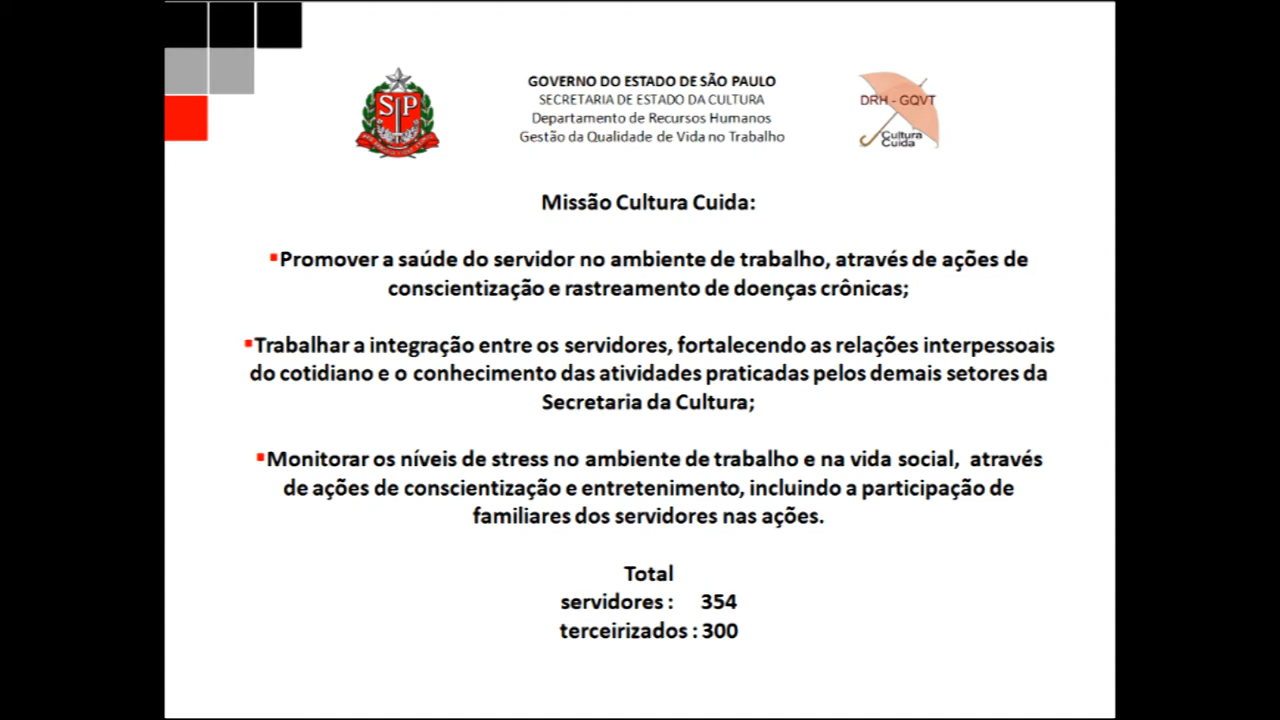 GOVERNO DO ESTADO DE SÃO PAULO
SECRETARIA DE ESTADO DA CULTURA
Departamento de Recursos Humanos
Gestão da Qualidade de Vida no Trabalho
SP
DRH - GQVT
Cultura
Cuida
Missão Cultura Cuida:
▪Promover a saúde do servidor no ambiente de trabalho, através de ações de
conscientização e rastreamento de doenças crônicas;
▪Trabalhar a integração entre os servidores, fortalecendo as relações interpessoais
do cotidiano e o conhecimento das atividades praticadas pelos demais setores da
Secretaria da Cultura;
▪Monitorar os níveis de stress no ambiente de trabalho e na vida social, através
de ações de conscientização e entretenimento, incluindo a participação de
familiares dos servidores nas ações.
Total
servidores : 354
terceirizados : 300